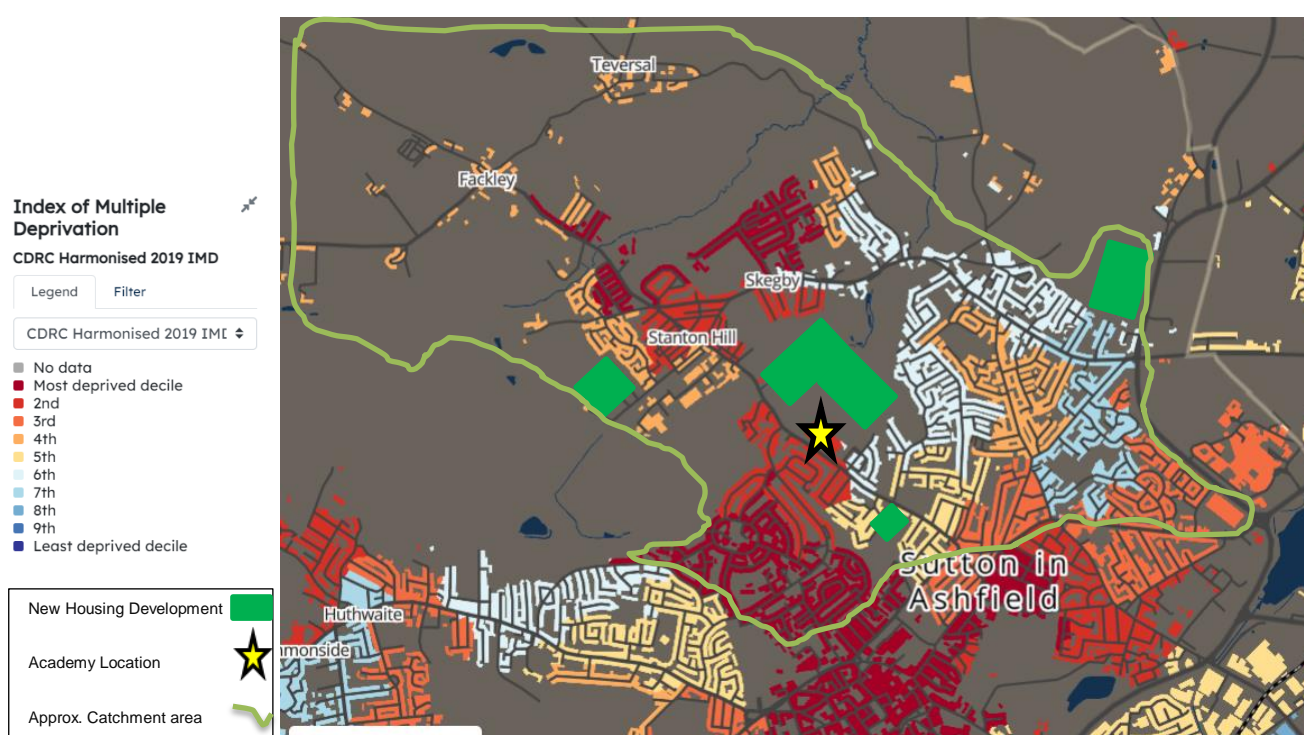 Index of Multiple
Deprivation
CDRC Harmonised 2019 IMD
Legend
Filter
CDRC Harmonised 2019 IMI
No data
Most deprived decile
2nd
3rd
4th
5th
6th
7th
8th
9th
Least deprived decile
New Housing Development
Academy Location
Approx. Catchment area
Teversal
Fackley
Skegby
Stanton Hill
Sutton in
Ashfield
Huthwaite
mmonside